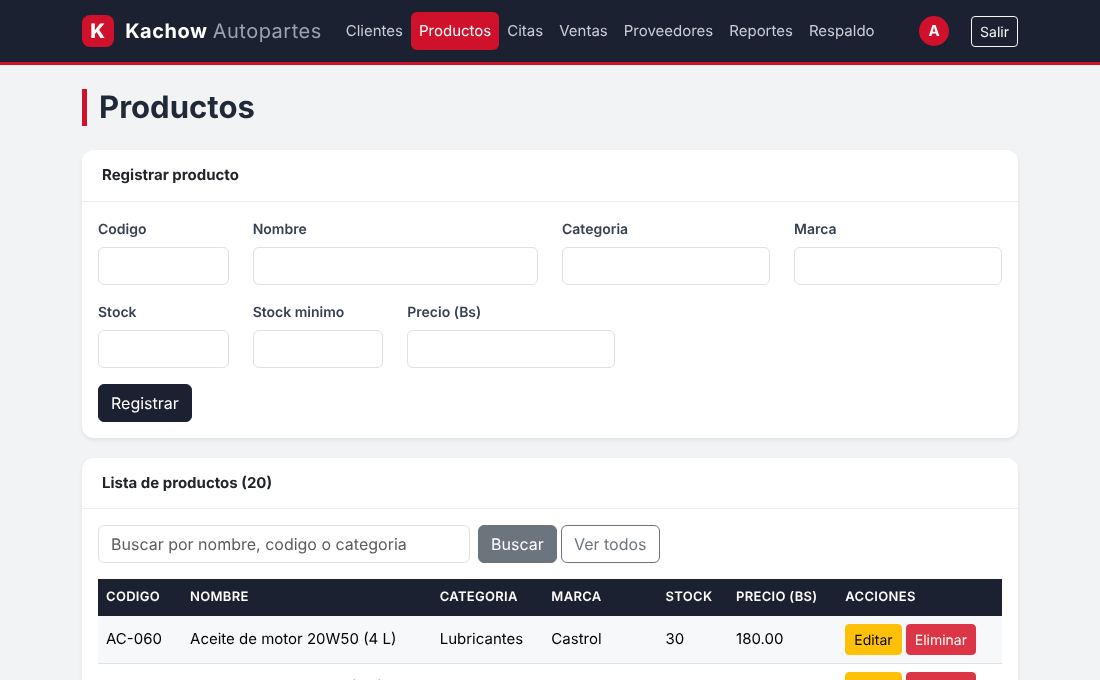 K Kachow Autopartes Clientes Productos Citas Ventas Proveedores Reportes Respaldo A Salir
Productos
Registrar producto
Codigo Nombre Categoria Marca
Stock Stock minimo Precio (Bs)
Registrar
Lista de productos (20)
Buscar por nombre, codigo o categoria Buscar Ver todos
CODIGO NOMBRE CATEGORIA MARCA STOCK PRECIO (BS) ACCIONES
AC-060 Aceite de motor 20W50 (4 L) Lubricantes Castrol 30 180.00 Editar Eliminar